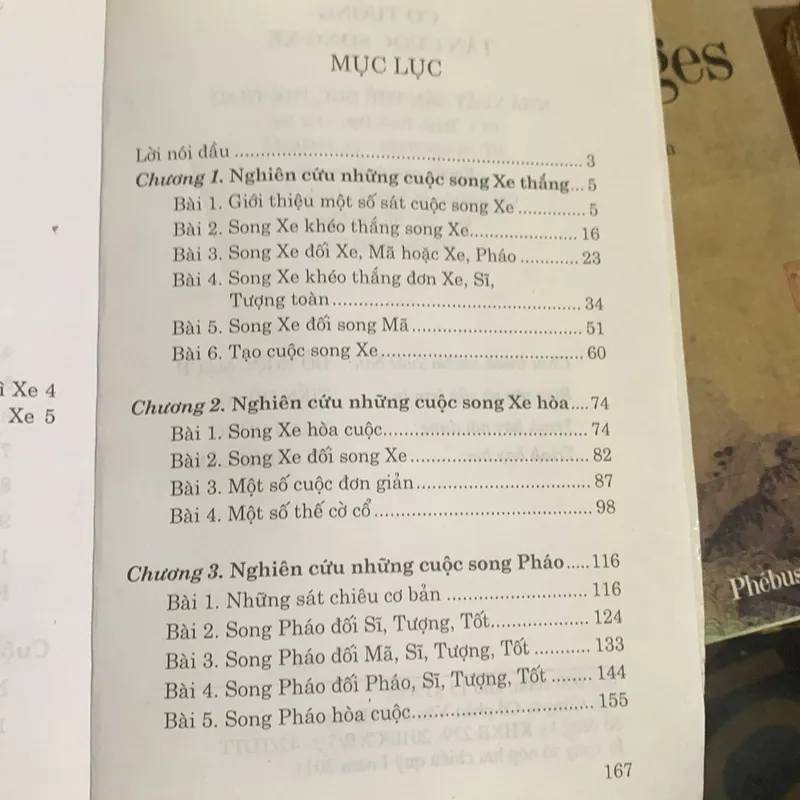 MỤC LỤC
Lời nói đầu ........ 3
Chương 1. Nghiên cứu những cuộc song Xe thắng... 5
Bài 1. Giới thiệu một số sát cuộc song Xe ........ 5
Bài 2. Song Xe khéo thắng song Xe........ 16
Bài 3. Song Xe đối Xe, Mã hoặc Xe, Pháo ........ 23
Bài 4. Song Xe khéo thắng đơn Xe, Sĩ,
Tượng toàn ........ 34
Bài 5. Song Xe đối song Mã ........ 51
Bài 6. Tạo cuộc song Xe ........ 60
Chương 2. Nghiên cứu những cuộc song Xe hòa....74
Bài 1. Song Xe hòa cuộc........ 74
Bài 2. Song Xe đối song Xe ........ 82
Bài 3. Một số cuộc đơn giản ........ 87
Bài 4. Một số thế cờ cổ ........ 98
Chương 3. Nghiên cứu những cuộc song Pháo.....116
Bài 1. Những sát chiêu cơ bản ........ 116
Bài 2. Song Pháo đối Sĩ, Tượng, Tốt........ 124
Bài 3. Song Pháo đối Mã, Sĩ, Tượng, Tốt ........ 133
Bài 4. Song Pháo đối Pháo, Sĩ, Tượng, Tốt ........ 144
Bài 5. Song Pháo hòa cuộc........ 155
167
Xe 4
Xe 5
ges
Phébus